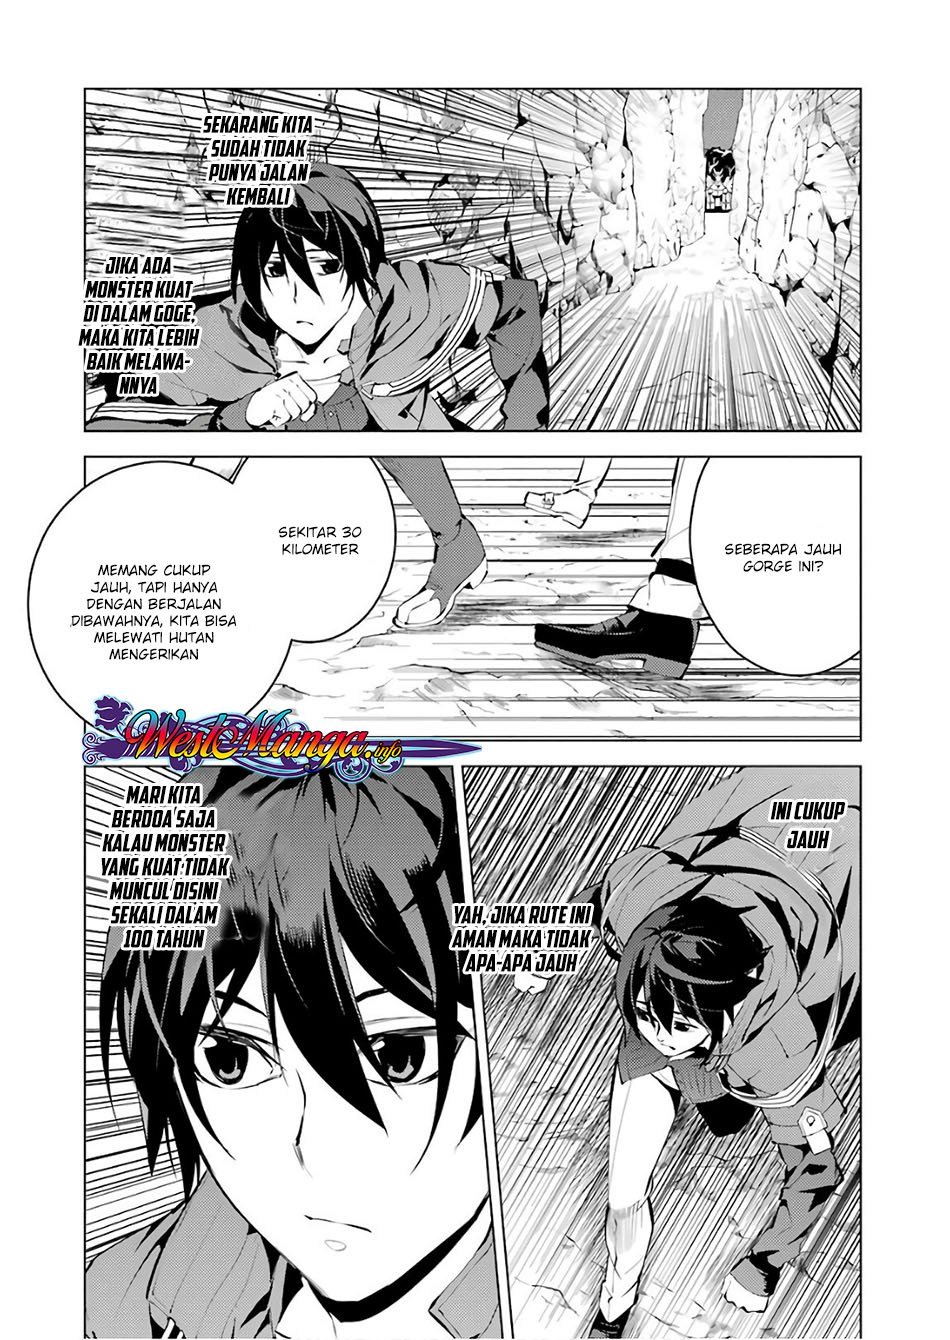 SEKARANG KITA
SUDAH TIDAK
PUNYA JALAN
KEMBALI
JIKA ADA
MONSTER KUAT
DI DALAM GOGE,
MAKA KITA LEBIH
BAIK MELAWA-
NNYA
SEBERAPA JAUH
GORGE INI?
SEKITAR 30
KILOMETER
MEMANG CUKUP
JAUH, TAPI HANYA
DENGAN BERJALAN
DIBAWAHNYA, KITA BISA
MELEWATI HUTAN
MENGERIKAN
WestManga.info
INI CUKUP
JAUH
YAH, JIKA RUTE INI
AMAN MAKA TIDAK
APA-APA JAUH
MARI KITA
BERDOA SAJA
KALAU MONSTER
YANG KUAT TIDAK
MUNCUL DISINI
SEKALI DALAM
100 TAHUN